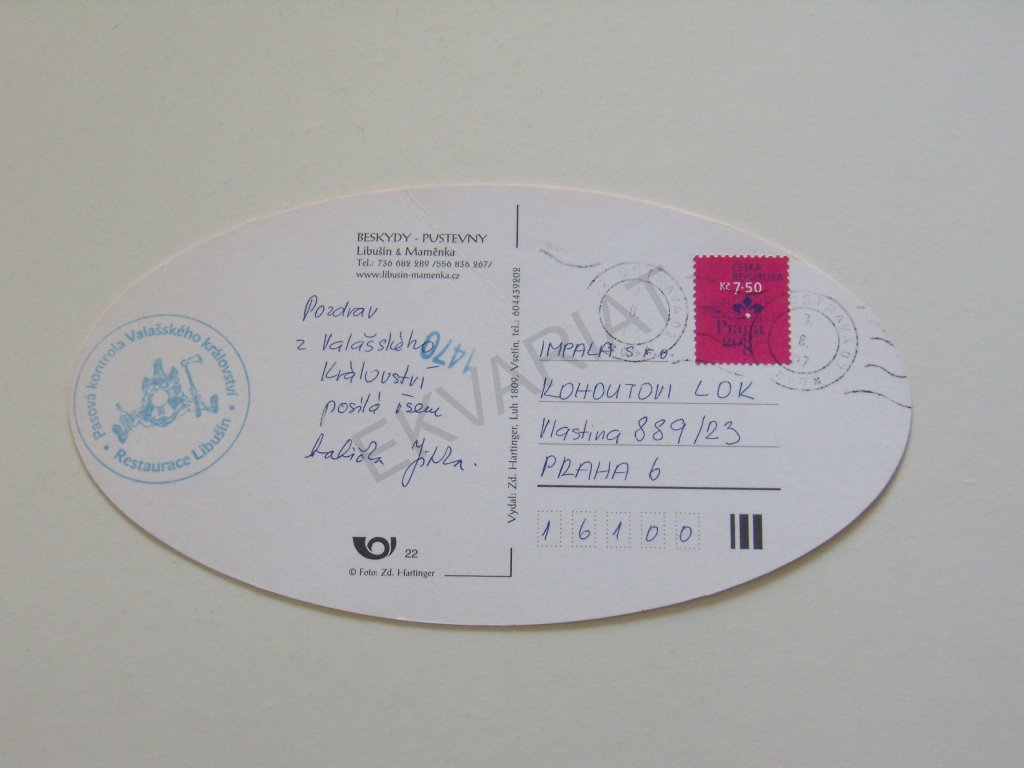 BESKYDY - PUSTEVNY
Libušín & Maměnka
Tel.: 736 682 289 /556 836 267/
www.libusin-mamenka.cz
Pozdrav
z Valašského
Království
posílá všem
babička Jitka.
1470
Pasová kontrola Valašského království
Restaurace Libušín
22
© Foto: Zd. Hartinger
Vydal: Zd. Hartinger, Luh 1809, Vsetín, tel.: 604439202
ČESKÁ
REPUBLIKA
Kč 7·50
Praga
2008
OSTRAVA 0
IMPALA s.r.o.
KOHOUTOVI LOK
Vlastina 889/23
PRAHA 6
1 6 1 0 0
EKVARIAT